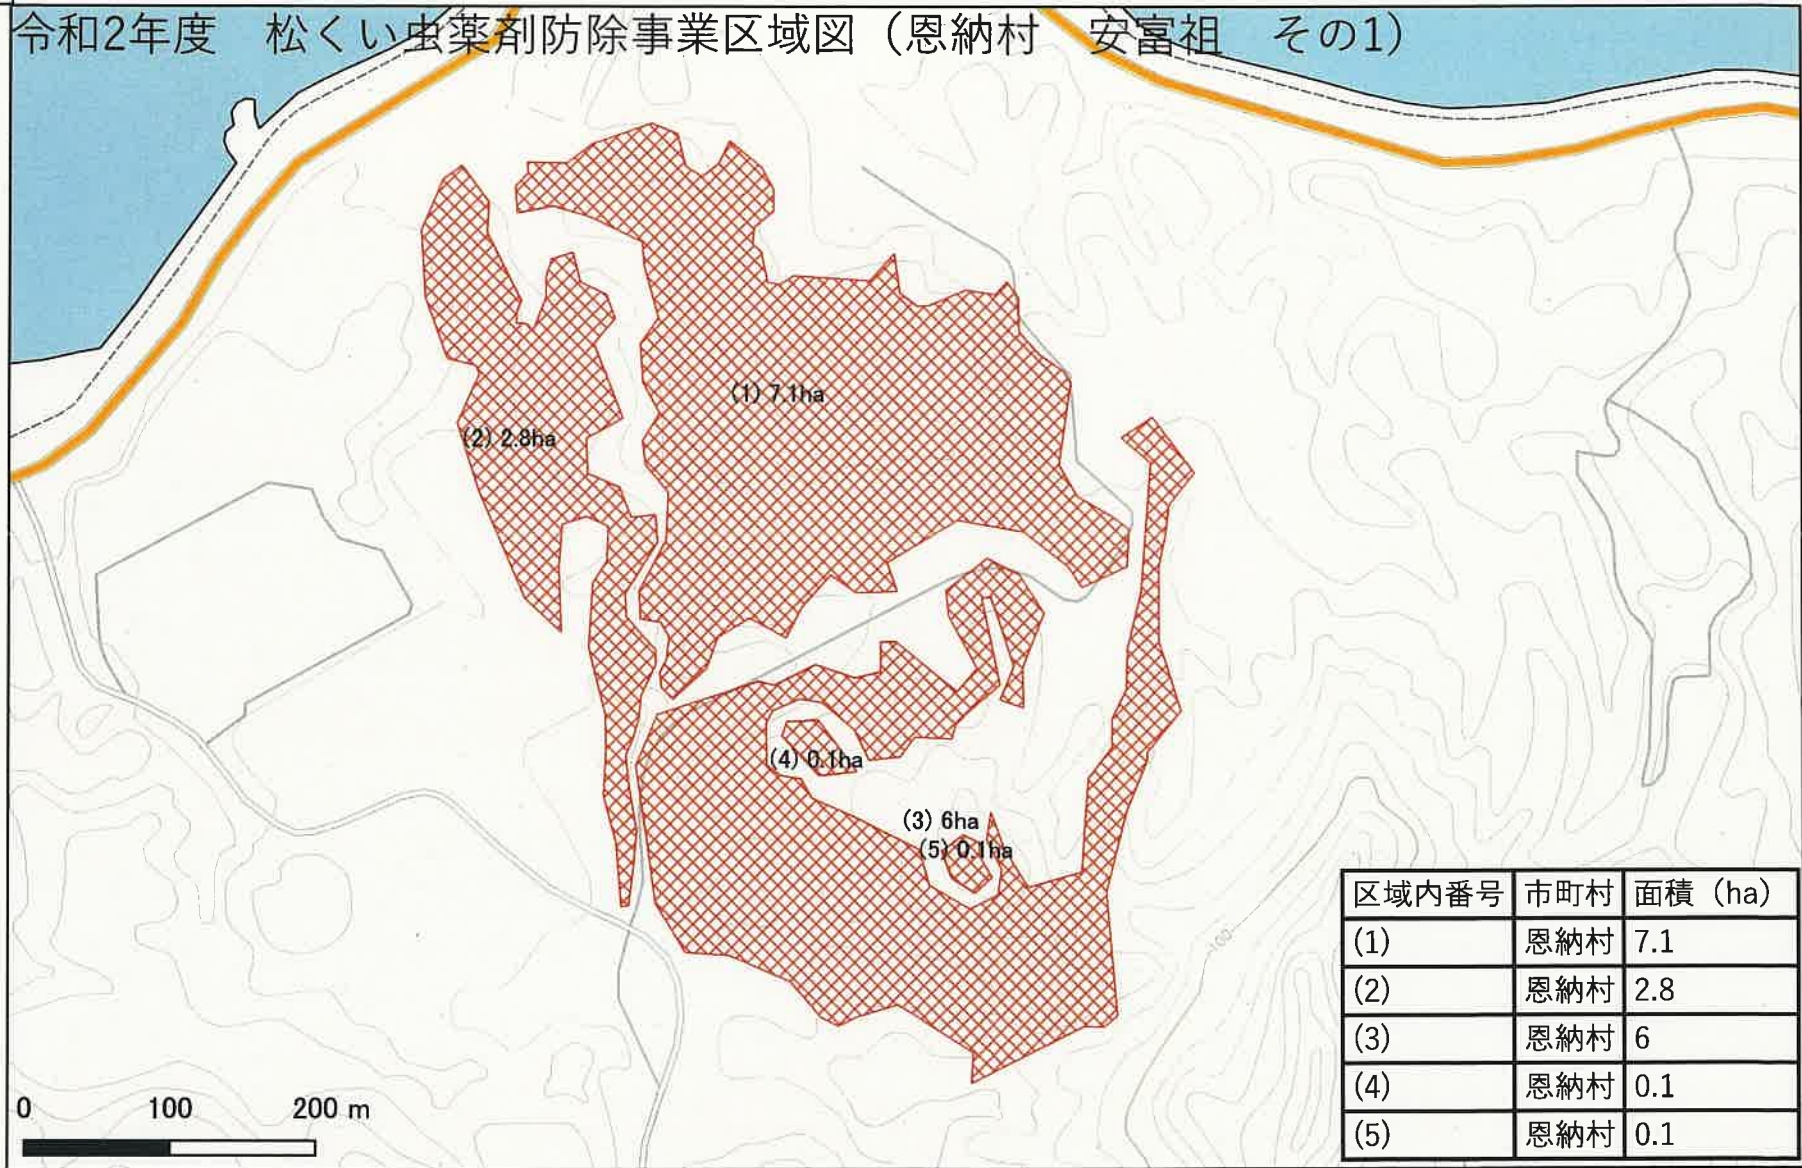 令和2年度　松くい虫薬剤防除事業区域図（恩納村　安富祖　その1）
(1) 7.1ha
(2) 2.8ha
(4) 0.1ha
(3) 6ha
(5) 0.1ha
100
区域内番号 市町村 面積（ha）
(1) 恩納村 7.1
(2) 恩納村 2.8
(3) 恩納村 6
(4) 恩納村 0.1
(5) 恩納村 0.1
0 100 200 m